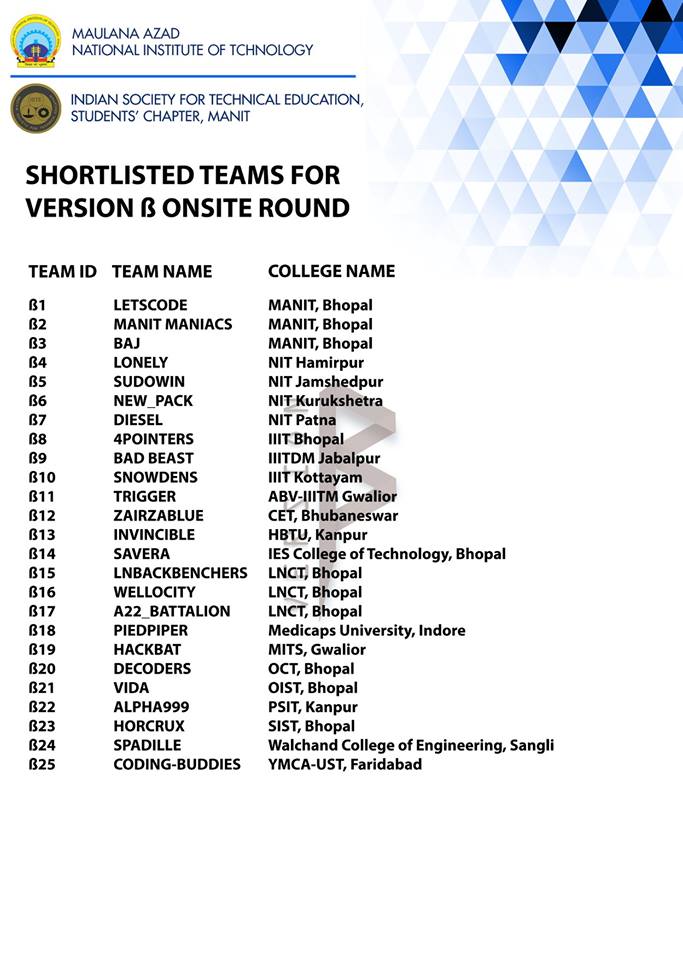 MAULANA AZAD
NATIONAL INSTITUTE OF TCHNOLOGY
INDIAN SOCIETY FOR TECHNICAL EDUCATION,
STUDENTS' CHAPTER, MANIT
SHORTLISTED TEAMS FOR
VERSION ß ONSITE ROUND
TEAM ID TEAM NAME COLLEGE NAME
ß1 LETSCODE MANIT, Bhopal
ß2 MANIT MANIACS MANIT, Bhopal
ß3 BAJ MANIT, Bhopal
ß4 LONELY NIT Hamirpur
ß5 SUDOWIN NIT Jamshedpur
ß6 NEW_PACK NIT Kurukshetra
ß7 DIESEL NIT Patna
ß8 4POINTERS IIIT Bhopal
ß9 BAD BEAST IIITDM Jabalpur
ß10 SNOWDENS IIIT Kottayam
ß11 TRIGGER ABV-IIITM Gwalior
ß12 ZAIRZABLUE CET, Bhubaneswar
ß13 INVINCIBLE HBTU, Kanpur
ß14 SAVERA IES College of Technology, Bhopal
ß15 LNBACKBENCHERS LNCT, Bhopal
ß16 WELLOCITY LNCT, Bhopal
ß17 A22_BATTALION LNCT, Bhopal
ß18 PIEDPIPER Medicaps University, Indore
ß19 HACKBAT MITS, Gwalior
ß20 DECODERS OCT, Bhopal
ß21 VIDA OIST, Bhopal
ß22 ALPHA999 PSIT, Kanpur
ß23 HORCRUX SIST, Bhopal
ß24 SPADILLE Walchand College of Engineering, Sangli
ß25 CODING-BUDDIES YMCA-UST, Faridabad
VERSION